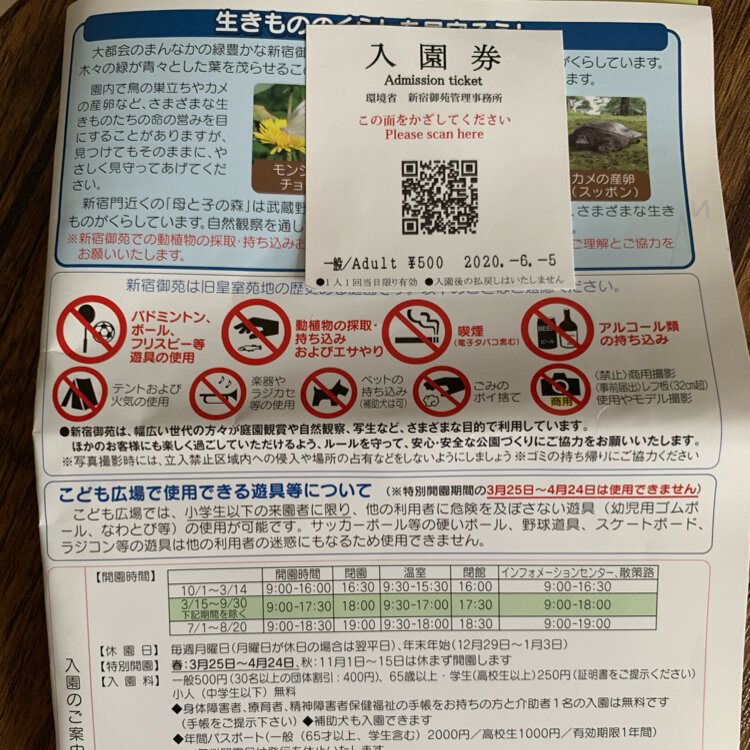 生きもののくらしを見守ろう!
大都会のまんなかの緑豊かな新宿御
木々の緑が青々とした葉を茂らせるこ
がくらしています。
園内で鳥の巣立ちやカメ
の産卵など、さまざまな生
きものたちの命の営みを目
にすることがありますが、
見つけてもそのままに、や
さしく見守ってあげてくだ
さい。
モンシ
チョ
カメの産卵
(スッポン)
新宿門近くの「母と子の森」は武蔵野
、さまざまな生き
ものがくらしています。自然観察を通し
※新宿御苑での動植物の採取・持ち込みお
ご理解とご協力を
お願いいたします。
入園券
Admission ticket
環境省 新宿御苑管理事務所
この面をかざしてください
Please scan here
一般/Adult ¥500 2020.-6.-5
●1人1回当日限り有効 ●入園後の払戻しはいたしません
新宿御苑は旧皇室苑地の歴史
バドミントン、
ボール、
フリスビー等
遊具の使用
動植物の採取・
持ち込み
およびエサやり
喫煙
(電子タバコ含む)
BEER
ビール
アルコール類
の持ち込み
テントおよび
火気の使用
楽器や
ラジカセ
等の使用
ペットの
持ち込み
(補助犬は可)
ごみの
ポイ捨て
商用
〈禁止〉商用撮影
(事前届出)レフ板(32cm超)
使用やモデル撮影
●新宿御苑は、幅広い世代の方々が庭園観賞や自然観察、写生など、さまざまな目的で利用しています。
ほかのお客様にも楽しく過ごしていただけるよう、ルールを守って、安心・安全な公園づくりにご協力をお願いいたします。
※写真撮影時には、立入禁止区域内への侵入や場所の占有などをしないようにしましょう ※ゴミの持ち帰りにご協力ください
こども広場で使用できる遊具等について (※特別開園期間の3月25日~4月24日は使用できません)
こども広場では、小学生以下の来園者に限り、他の利用者に危険を及ぼさない遊具(幼児用ゴムボ
ール、なわとび等)の使用が可能です。サッカーボール等の硬いボール、野球道具、スケートボード、
ラジコン等の遊具は他の利用者の迷惑にもなるため使用できません。
入園のご案内
【開園時間】
開園時間 閉園 温室 閉館 インフォメーションセンター、散策路
10/1~3/14 9:00-16:00 16:30 9:30-15:30 16:00 9:00-16:30
3/15~9/30 下記期間を除く 9:00-17:30 18:00 9:30-17:00 17:30 9:00-18:00
7/1~8/20 9:00-18:30 19:00 9:30-17:30 18:00 9:00-19:00
【休園日】毎週月曜日(月曜日が休日の場合は翌平日)、年末年始(12月29日~1月3日)
【特別開園】春:3月25日~4月24日、秋:11月1日~15日は休まず開園します
【入園料】一般500円(30名以上の団体割引:400円)、65歳以上・学生(高校生以上)250円(証明書をご提示ください)
小人(中学生以下)無料
◆身体障害者、療育者、精神障害者保健福祉の手帳をお持ちの方と介助者1名の入園は無料です
(手帳をご提示下さい) ◆補助犬も入園できます
◆年間パスポート(一般(65才以上、学生含む) 2000円/高校生1000円/有効期限1年間)